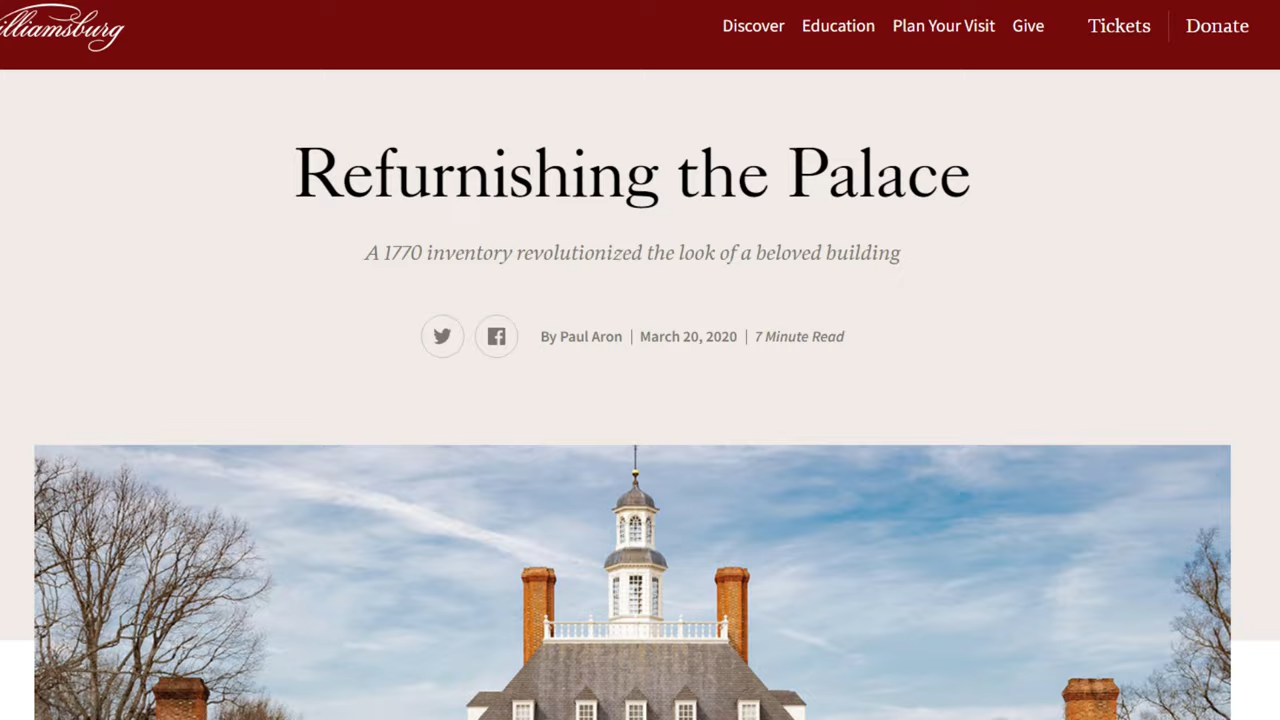 Discover Education Plan Your Visit Give Tickets Donate
Refurnishing the Palace
A 1770 inventory revolutionized the look of a beloved building
By Paul Aron | March 20, 2020 | 7 Minute Read